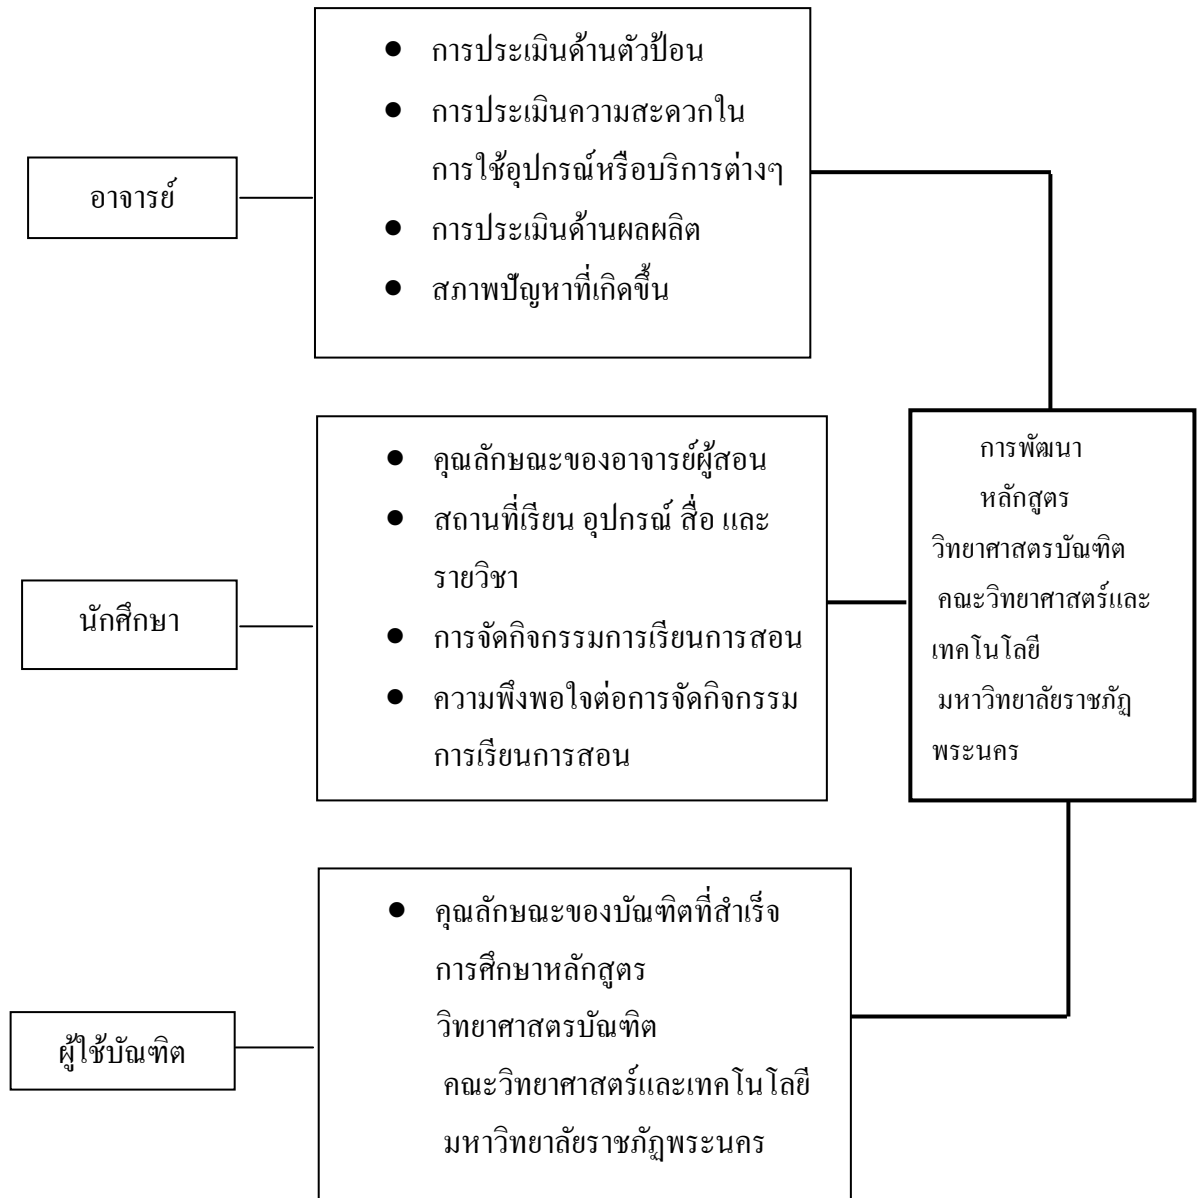 ● การประเมินด้านตัวป้อน
● การประเมินความสะดวกใน
การใช้อุปกรณ์หรือบริการต่างๆ
● การประเมินด้านผลผลิต
● สภาพปัญหาที่เกิดขึ้น
อาจารย์
● คุณลักษณะของอาจารย์ผู้สอน
● สถานที่เรียน อุปกรณ์ สื่อ และ
รายวิชา
● การจัดกิจกรรมการเรียนการสอน
● ความพึงพอใจต่อการจัดกิจกรรม
การเรียนการสอน
นักศึกษา
การพัฒนา
หลักสูตร
วิทยาศาสตรบัณฑิต
คณะวิทยาศาสตร์และ
เทคโนโลยี
มหาวิทยาลัยราชภัฏ
พระนคร
● คุณลักษณะของบัณฑิตที่สำเร็จ
การศึกษาหลักสูตร
วิทยาศาสตรบัณฑิต
คณะวิทยาศาสตร์และเทคโนโลยี
มหาวิทยาลัยราชภัฏพระนคร
ผู้ใช้บัณฑิต